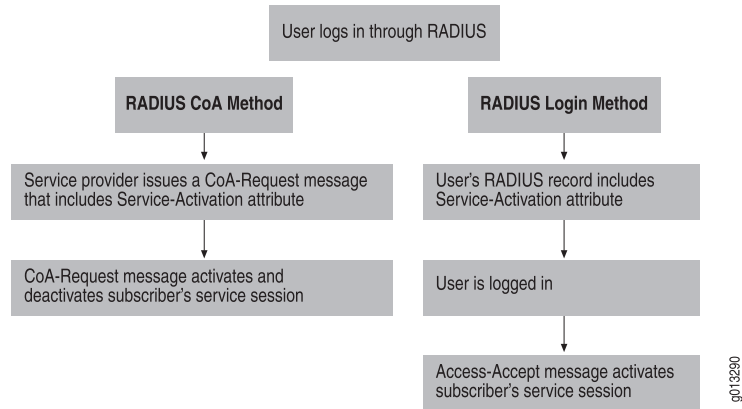 User logs in through RADIUS
RADIUS CoA Method
Service provider issues a CoA-Request message
that includes Service-Activation attribute
CoA-Request message activates and
deactivates subscriber's service session
RADIUS Login Method
User's RADIUS record includes
Service-Activation attribute
User is logged in
Access-Accept message activates
subscriber's service session
g013290